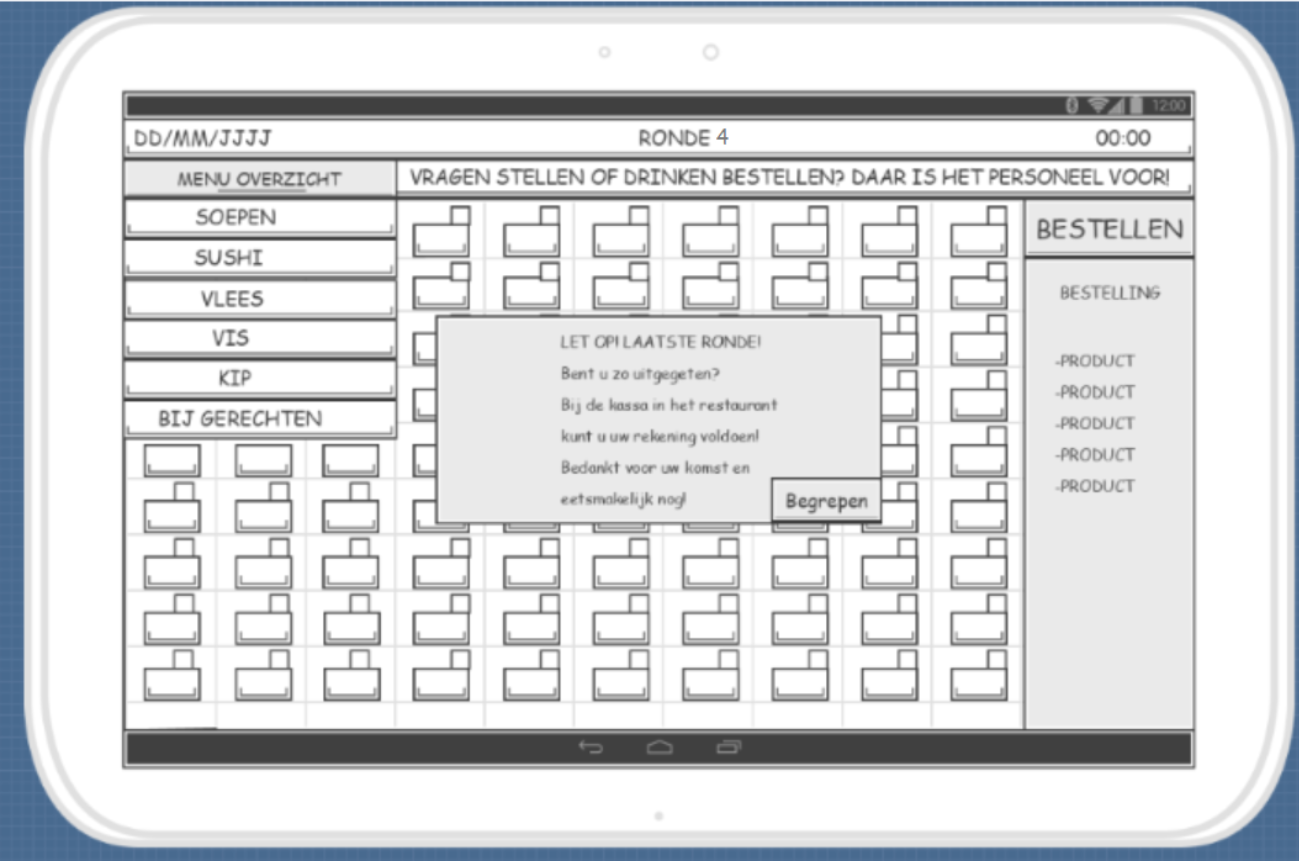 12:00
DD/MM/JJJJ RONDE 4 00:00
MENU OVERZICHT
VRAGEN STELLEN OF DRINKEN BESTELLEN? DAAR IS HET PERSONEEL VOOR!
SOEPEN
SUSHI
VLEES
VIS
KIP
BIJ GERECHTEN
LET OP! LAATSTE RONDE!
Bent u zo uitgegeten?
Bij de kassa in het restaurant
kunt u uw rekening voldoen!
Bedankt voor uw komst en
eetsmakelijk nog!
Begrepen
BESTELLEN
BESTELLING
-PRODUCT
-PRODUCT
-PRODUCT
-PRODUCT
-PRODUCT